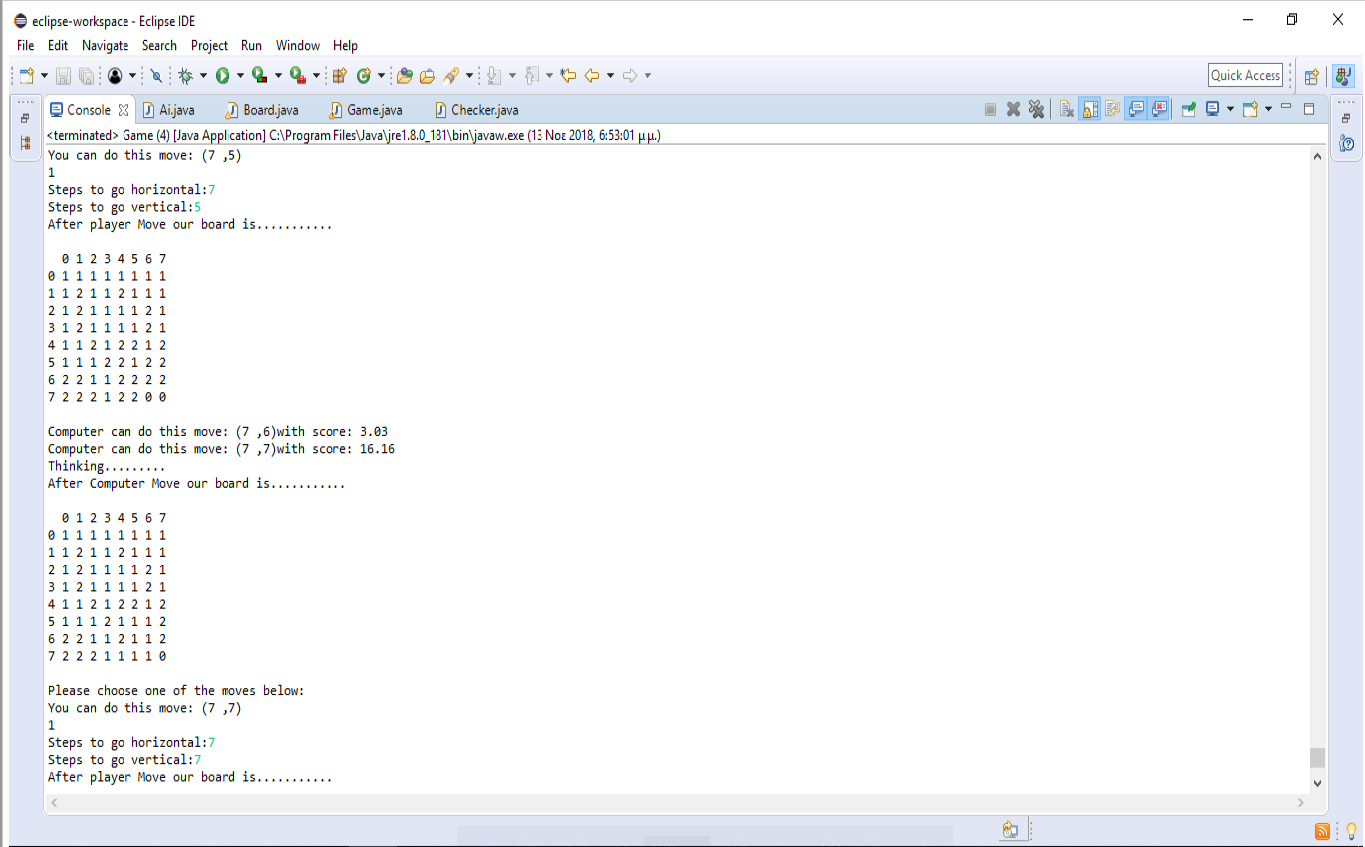 eclipse-workspace - Eclipse IDE
File Edit Navigate Search Project Run Window Help
Quick Access
Console Ai.java Board.java Game.java Checker.java
<terminated> Game (4) [Java Application] C:\Program Files\Java\jre1.8.0_181\bin\javaw.exe (13 Νοε 2018, 6:53:01 μ.μ.)
You can do this move: (7 ,5)
1
Steps to go horizontal:7
Steps to go vertical:5
After player Move our board is...........
0 1 2 3 4 5 6 7
0 1 1 1 1 1 1 1 1
1 1 2 1 1 2 1 1 1
2 1 2 1 1 1 1 2 1
3 1 2 1 1 1 1 2 1
4 1 1 2 1 2 2 1 2
5 1 1 1 2 2 1 2 2
6 2 2 1 1 2 2 2 2
7 2 2 2 1 2 2 0 0
Computer can do this move: (7 ,6)with score: 3.03
Computer can do this move: (7 ,7)with score: 16.16
Thinking.........
After Computer Move our board is...........
0 1 2 3 4 5 6 7
0 1 1 1 1 1 1 1 1
1 1 2 1 1 2 1 1 1
2 1 2 1 1 1 1 2 1
3 1 2 1 1 1 1 2 1
4 1 1 2 1 2 2 1 2
5 1 1 1 2 1 1 1 2
6 2 2 1 1 2 1 1 2
7 2 2 2 1 1 1 1 0
Please choose one of the moves below:
You can do this move: (7 ,7)
1
Steps to go horizontal:7
Steps to go vertical:7
After player Move our board is...........